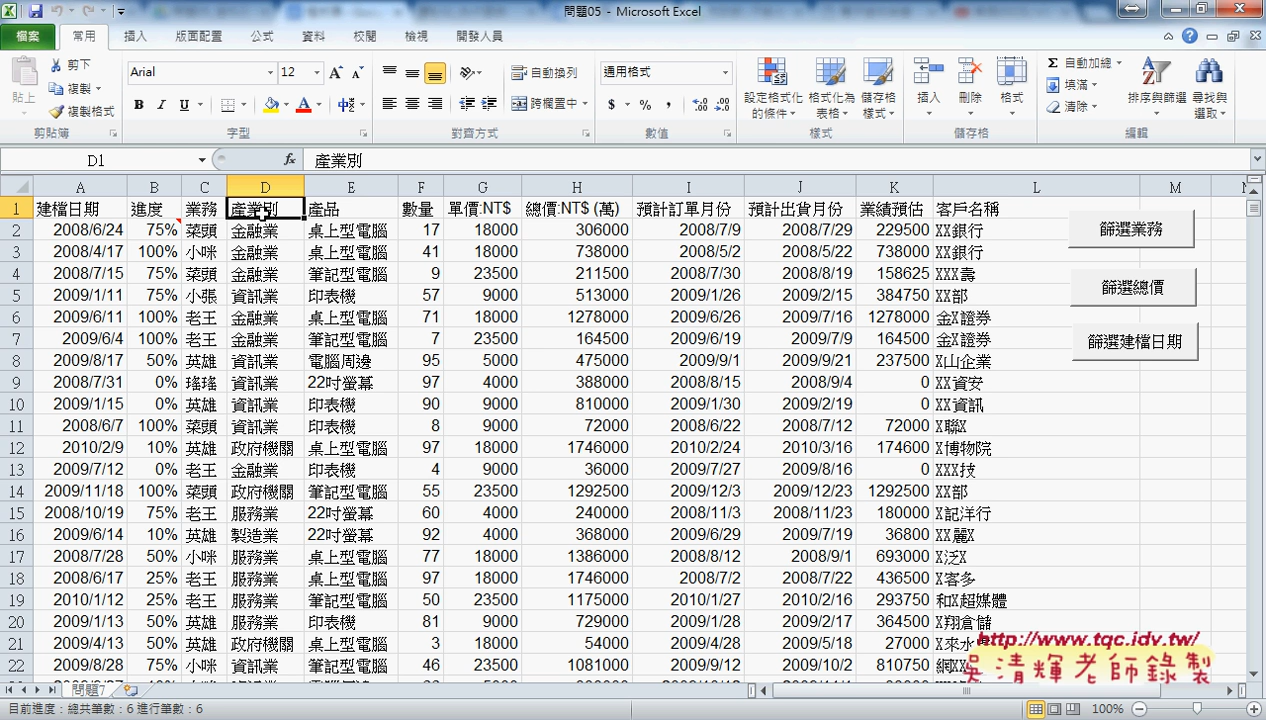 問題05 - Microsoft Excel
檔案 常用 插入 版面配置 公式 資料 校閱 檢視 開發人員
貼上 剪下 複製 複製格式 剪貼簿
Arial 12 字型
自動換列 跨欄置中 對齊方式
通用格式 數值
設定格式化的條件 格式化為表格 儲存格樣式 樣式
插入 刪除 格式 儲存格
自動加總 填滿 清除 排序與篩選 尋找與選取 編輯
D1 fx 產業別
A B C D E F G H I J K L M
1 建檔日期 進度 業務 產業別 產品 數量 單價:NT$ 總價:NT$ (萬) 預計訂單月份 預計出貨月份 業績預估 客戶名稱
2 2008/6/24 75% 菜頭 金融業 桌上型電腦 17 18000 306000 2008/7/9 2008/7/29 229500 XX銀行
3 2008/4/17 100% 小咪 金融業 桌上型電腦 41 18000 738000 2008/5/2 2008/5/22 738000 XX銀行
4 2008/7/15 75% 菜頭 金融業 筆記型電腦 9 23500 211500 2008/7/30 2008/8/19 158625 XXX壽
5 2009/1/11 75% 小張 資訊業 印表機 57 9000 513000 2009/1/26 2009/2/15 384750 XX部
6 2009/6/11 100% 老王 金融業 桌上型電腦 71 18000 1278000 2009/6/26 2009/7/16 1278000 金X證券
7 2009/6/4 100% 老王 金融業 筆記型電腦 7 23500 164500 2009/6/19 2009/7/9 164500 金X證券
8 2009/8/17 50% 英雄 資訊業 電腦周邊 95 5000 475000 2009/9/1 2009/9/21 237500 X山企業
9 2008/7/31 0% 瑤瑤 資訊業 22吋螢幕 97 4000 388000 2008/8/15 2008/9/4 0 XX資安
10 2009/1/15 0% 英雄 資訊業 印表機 90 9000 810000 2009/1/30 2009/2/19 0 XX資訊
11 2008/6/7 100% 菜頭 資訊業 印表機 8 9000 72000 2008/6/22 2008/7/12 72000 X聯X
12 2010/2/9 10% 英雄 政府機關 桌上型電腦 97 18000 1746000 2010/2/24 2010/3/16 174600 X博物院
13 2009/7/12 0% 老王 金融業 印表機 4 9000 36000 2009/7/27 2009/8/16 0 XXX技
14 2009/11/18 100% 菜頭 政府機關 筆記型電腦 55 23500 1292500 2009/12/3 2009/12/23 1292500 XX部
15 2008/10/19 75% 老王 服務業 22吋螢幕 60 4000 240000 2008/11/3 2008/11/23 180000 X記洋行
16 2009/6/14 10% 英雄 製造業 22吋螢幕 92 4000 368000 2009/6/29 2009/7/19 36800 XX麗X
17 2008/7/28 50% 小咪 服務業 桌上型電腦 77 18000 1386000 2008/8/12 2008/9/1 693000 X泛X
18 2008/6/17 25% 老王 服務業 桌上型電腦 97 18000 1746000 2008/7/2 2008/7/22 436500 X客多
19 2010/1/12 25% 老王 服務業 筆記型電腦 50 23500 1175000 2010/1/27 2010/2/16 293750 和X超媒體
20 2009/1/13 50% 英雄 服務業 印表機 81 9000 729000 2009/1/28 2009/2/17 364500 X翔倉儲
21 2009/4/13 50% 英雄 政府機關 桌上型電腦 3 18000 54000 2009/4/28 2009/5/18 27000 X來水
22 2009/8/28 75% 小咪 資訊業 筆記型電腦 46 23500 1081000 2009/9/12 2009/10/2 810750 網XX
篩選業務
篩選總價
篩選建檔日期
http://www.tqc.idv.tw/
吳清輝老師錄製
問題7
目前進度：總共筆數：6 進行筆數：6 100%